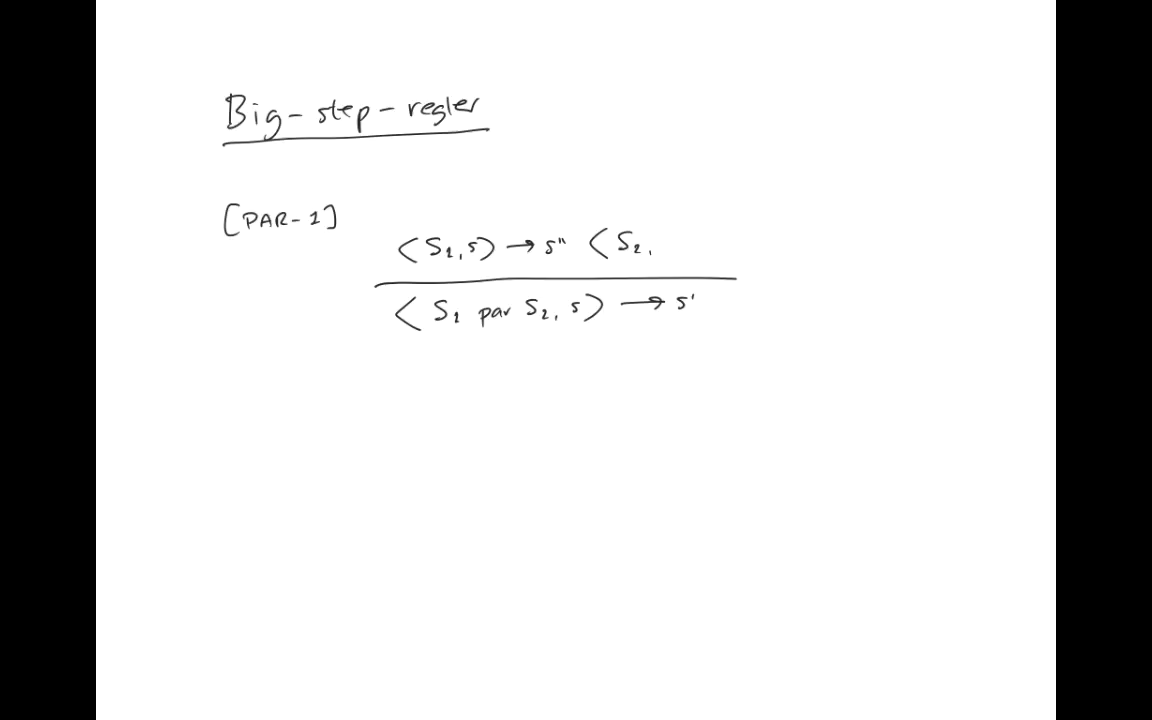 Big-step-regler
[PAR-1]
⟨S₁, s⟩ → s'' ⟨S₂,
⟨S₁ par S₂, s⟩ → s'